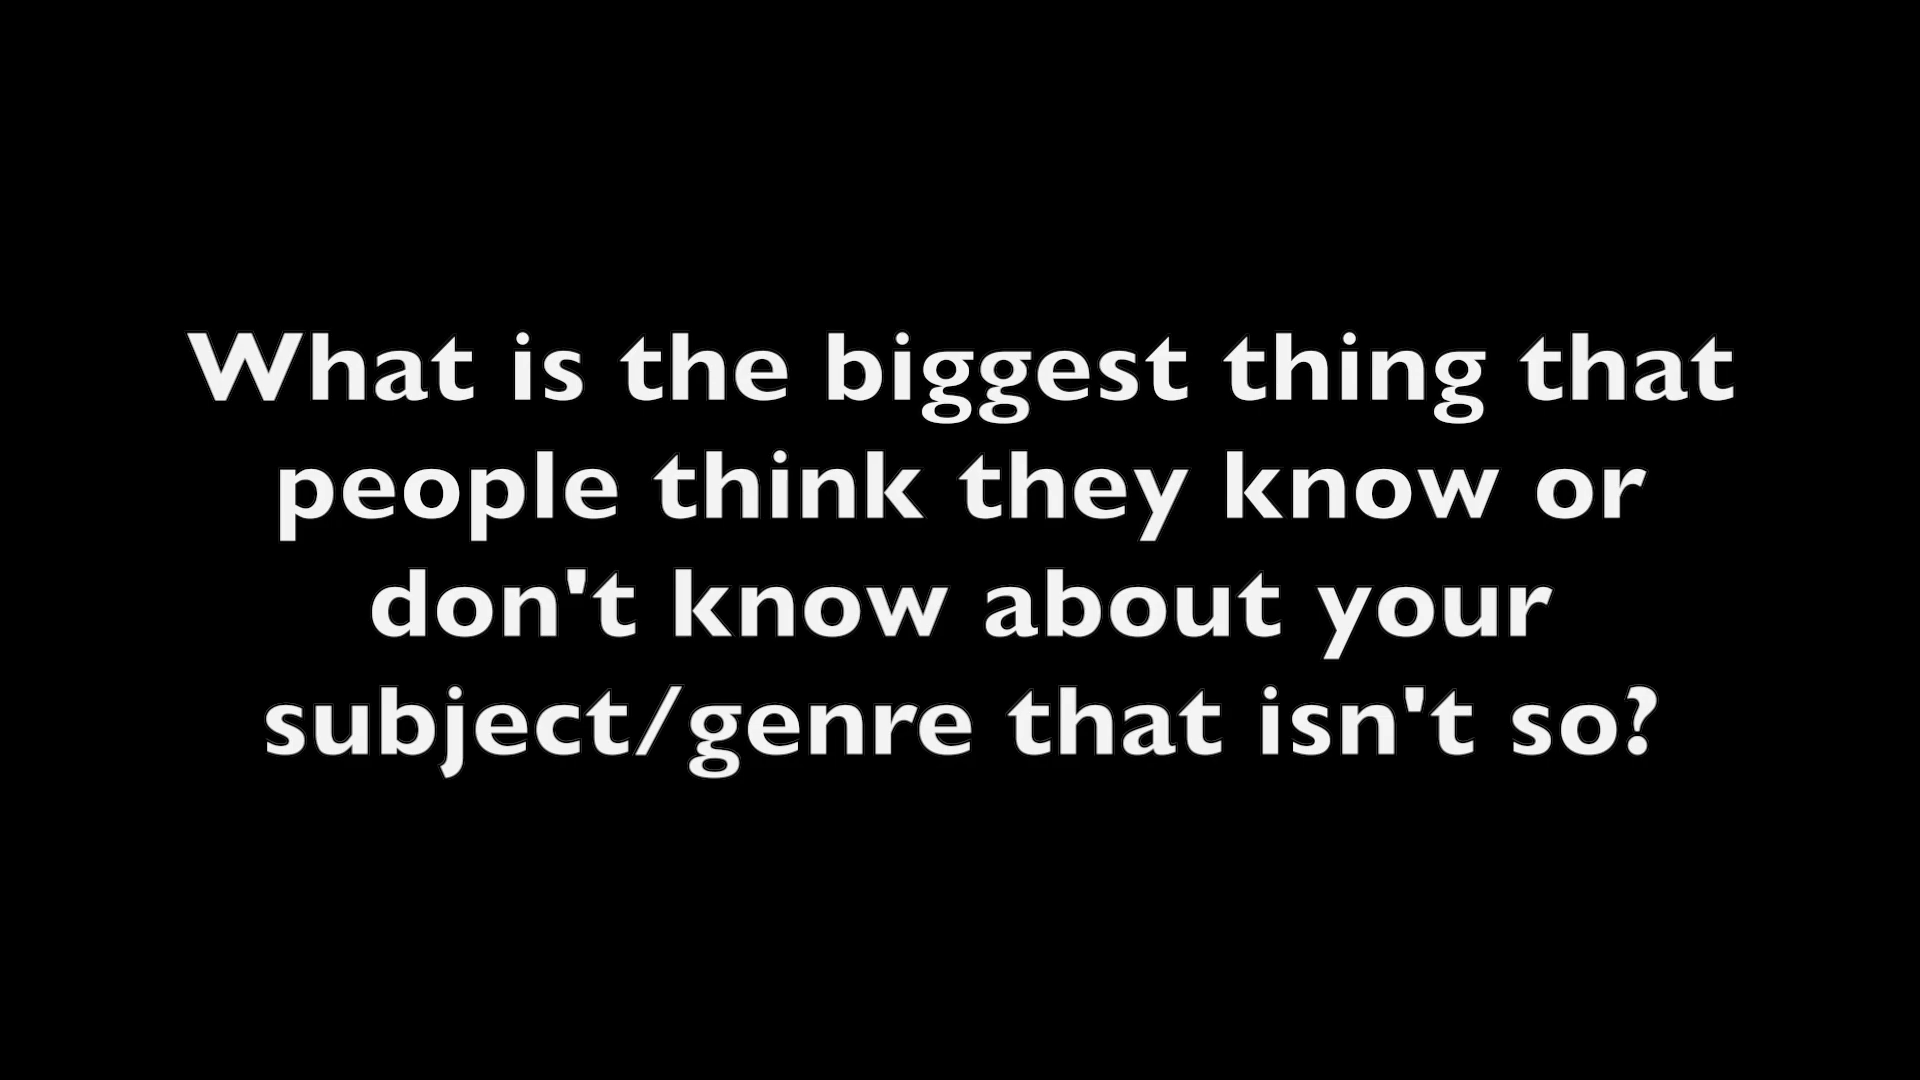 What is the biggest thing that
people think they know or
don't know about your
subject/genre that isn't so?